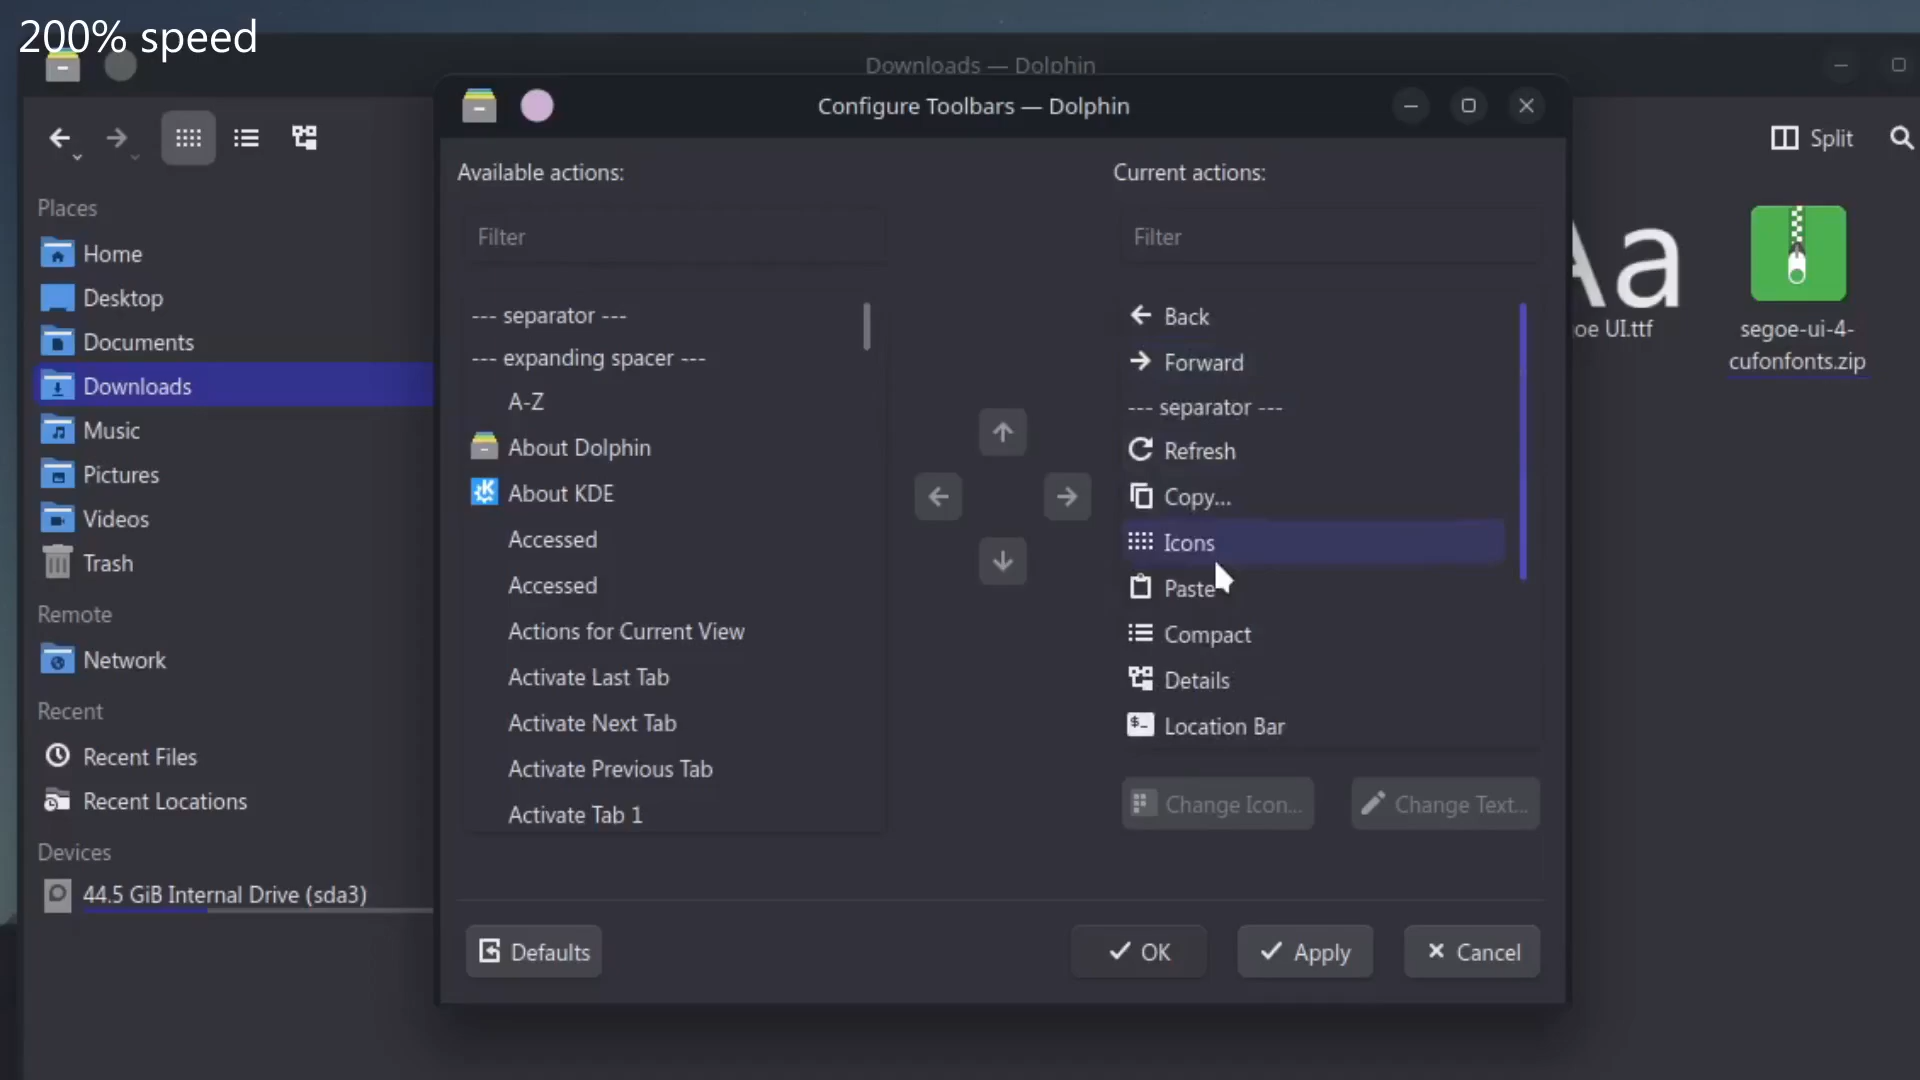 200% speed
Downloads — Dolphin
Configure Toolbars — Dolphin
Split
Places
Home
Desktop
Documents
Downloads
Music
Pictures
Videos
Trash
Remote
Network
Recent
Recent Files
Recent Locations
Devices
44.5 GiB Internal Drive (sda3)
Available actions:
Filter
--- separator ---
--- expanding spacer ---
A-Z
About Dolphin
About KDE
Accessed
Accessed
Actions for Current View
Activate Last Tab
Activate Next Tab
Activate Previous Tab
Activate Tab 1
Current actions:
Filter
Back
Forward
--- separator ---
Refresh
Copy...
Icons
Paste
Compact
Details
Location Bar
Change Icon...
Change Text...
Defaults
OK
Apply
Cancel
Aa
oe UI.ttf
segoe-ui-4-
cufonfonts.zip